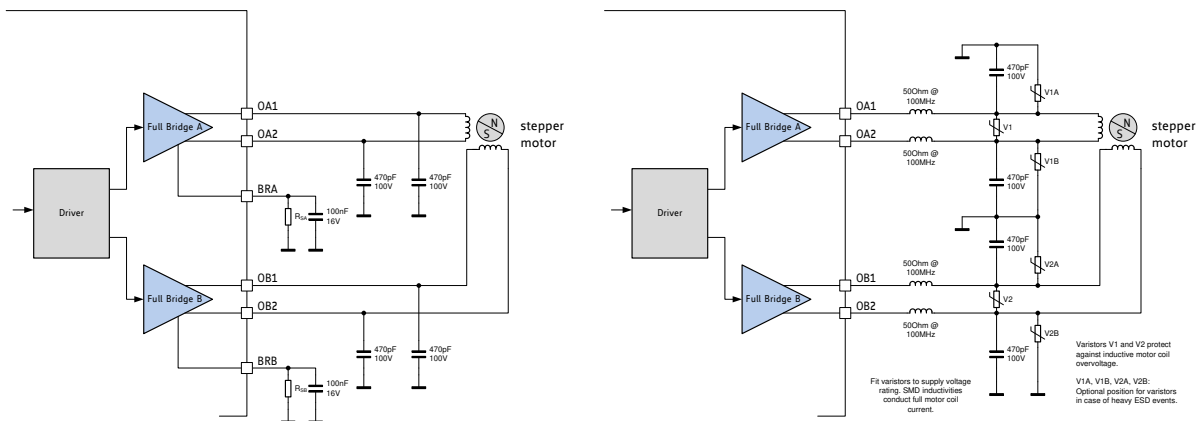 OA1
Full Bridge A
OA2
N
S
stepper
motor
470pF
100V
470pF
100V
BRA
Driver
RSA
100nF
16V
OB1
Full Bridge B
OB2
470pF
100V
470pF
100V
BRB
RSB
100nF
16V
470pF
100V
V1A
50Ohm @
100MHz
OA1
Full Bridge A
V1
OA2
N
S
stepper
motor
50Ohm @
100MHz
V1B
470pF
100V
Driver
470pF
100V
V2A
50Ohm @
100MHz
OB1
Full Bridge B
V2
OB2
50Ohm @
100MHz
V2B
470pF
100V
Varistors V1 and V2 protect
against inductive motor coil
overvoltage.
V1A, V1B, V2A, V2B:
Optional position for varistors
in case of heavy ESD events.
Fit varistors to supply voltage
rating. SMD inductivities
conduct full motor coil
current.